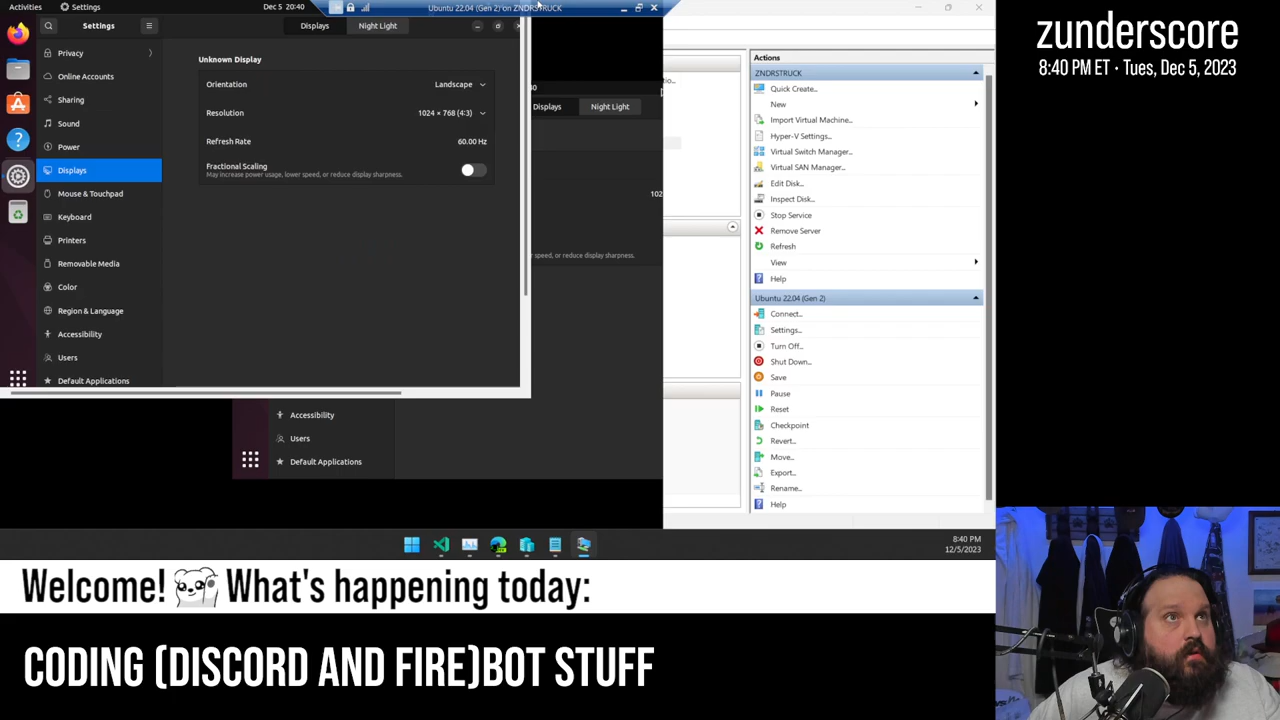 Activities
Settings
Dec 5 20:40
Ubuntu 22.04 (Gen 2) on ZNDRSTRUCK
Settings
Displays
Night Light
Privacy
Online Accounts
Sharing
Sound
Power
Displays
Mouse & Touchpad
Keyboard
Printers
Removable Media
Color
Region & Language
Accessibility
Users
Default Applications
Unknown Display
Orientation
Landscape
Resolution
1024 × 768 (4:3)
Refresh Rate
60.00 Hz
Fractional Scaling
May increase power usage, lower speed, or reduce display sharpness.
40
Displays
Night Light
102
speed, or reduce display sharpness.
Accessibility
Users
Default Applications
Actions
ZNDRSTRUCK
Quick Create...
New
Import Virtual Machine...
Hyper-V Settings...
Virtual Switch Manager...
Virtual SAN Manager...
Edit Disk...
Inspect Disk...
Stop Service
Remove Server
Refresh
View
Help
Ubuntu 22.04 (Gen 2)
Connect...
Settings...
Turn Off...
Shut Down...
Save
Pause
Reset
Checkpoint
Revert...
Move...
Export...
Rename...
Help
8:40 PM
12/5/2023
zunderscore
8:40 PM ET · Tues, Dec 5, 2023
Welcome! What's happening today:
CODING (DISCORD AND FIRE)BOT STUFF